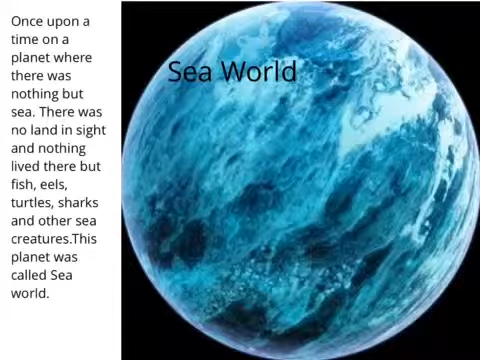 Once upon a
time on a
planet where
there was
nothing but
sea. There was
no land in sight
and nothing
lived there but
fish, eels,
turtles, sharks
and other sea
creatures.This
planet was
called Sea
world.
Sea World